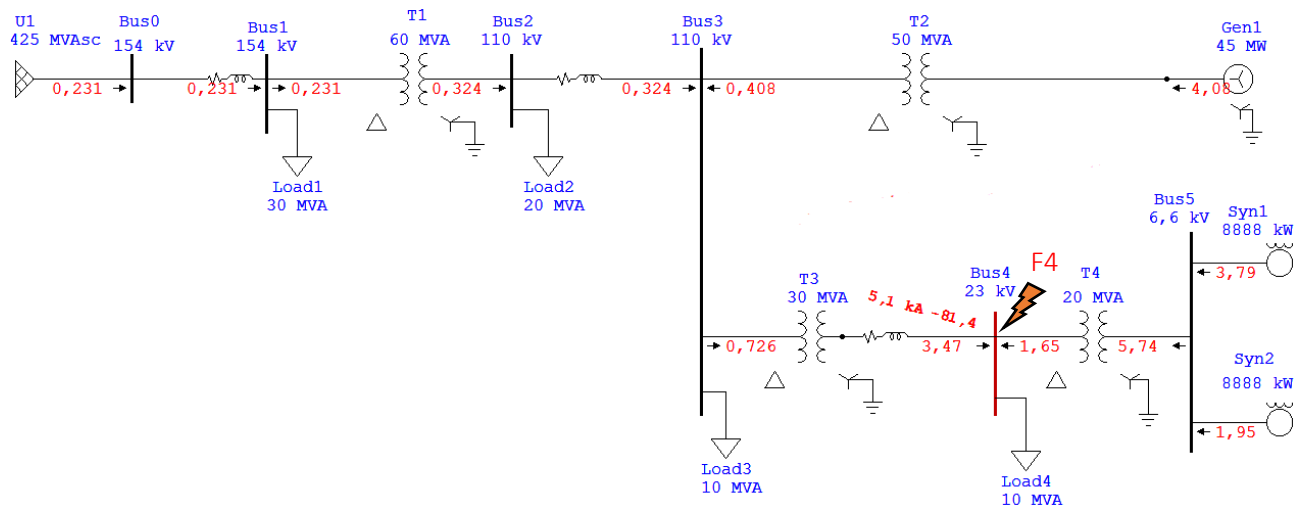 U1
425 MVAsc
Bus0
154 kV
Bus1
154 kV
T1
60 MVA
Bus2
110 kV
Bus3
110 kV
T2
50 MVA
Gen1
45 MW
0,231
0,231
0,231
0,324
0,324
0,408
4,08
Load1
30 MVA
Load2
20 MVA
Bus5
6,6 kV
Syn1
8888 kW
3,79
T3
30 MVA
5,1 kA -81,4
Bus4
23 kV
F4
T4
20 MVA
0,726
3,47
1,65
5,74
Syn2
8888 kW
1,95
Load3
10 MVA
Load4
10 MVA